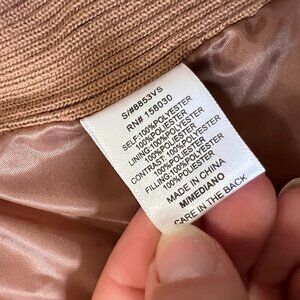 S/#8853VS
RN# 158030
SELF:100%POLYESTER
100%POLIESTER
LINING:100%POLYESTER
100%POLIESTER
CONTRAST:100%POLYESTER
100%POLIESTER
FILLING:100%POLYESTER
100%POLIESTER
MADE IN CHINA
M/MEDIANO
CARE IN THE BACK